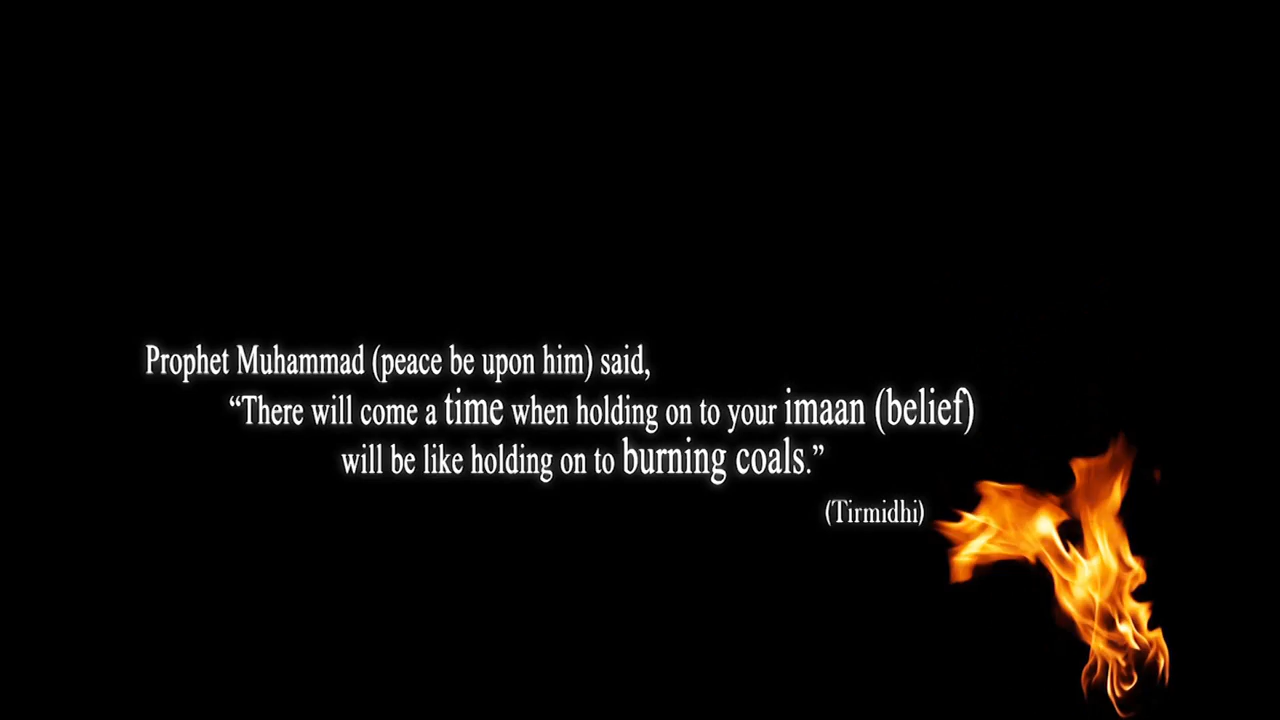 Prophet Muhammad (peace be upon him) said,
“There will come a time when holding on to your imaan (belief)
will be like holding on to burning coals.”
(Tirmidhi)